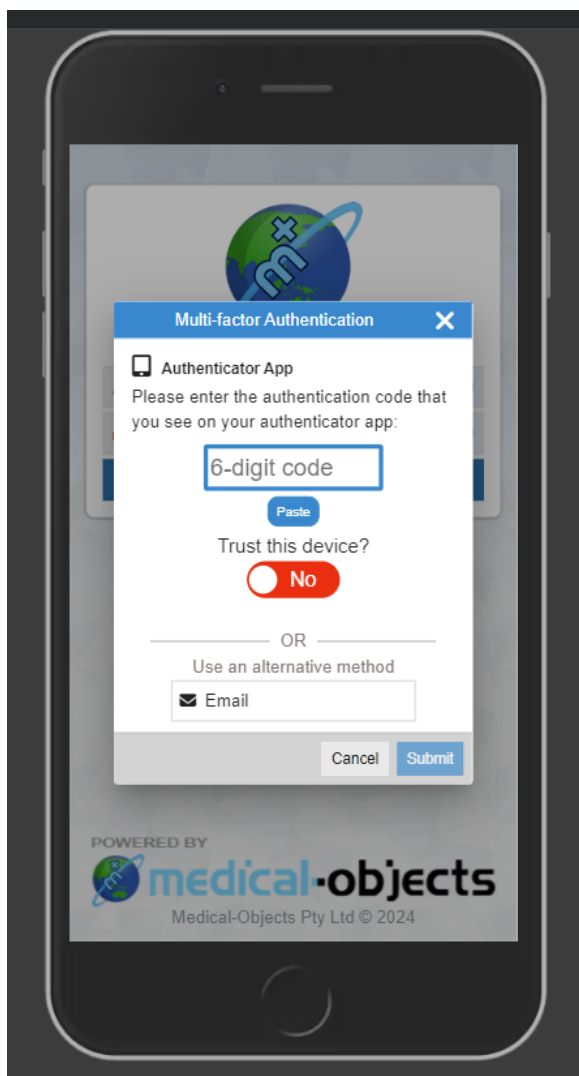 mx
Multi-factor Authentication
Authenticator App
Please enter the authentication code that
you see on your authenticator app:
6-digit code
Paste
Trust this device?
No
OR
Use an alternative method
Email
Cancel
Submit
POWERED BY
medical-objects
Medical-Objects Pty Ltd © 2024